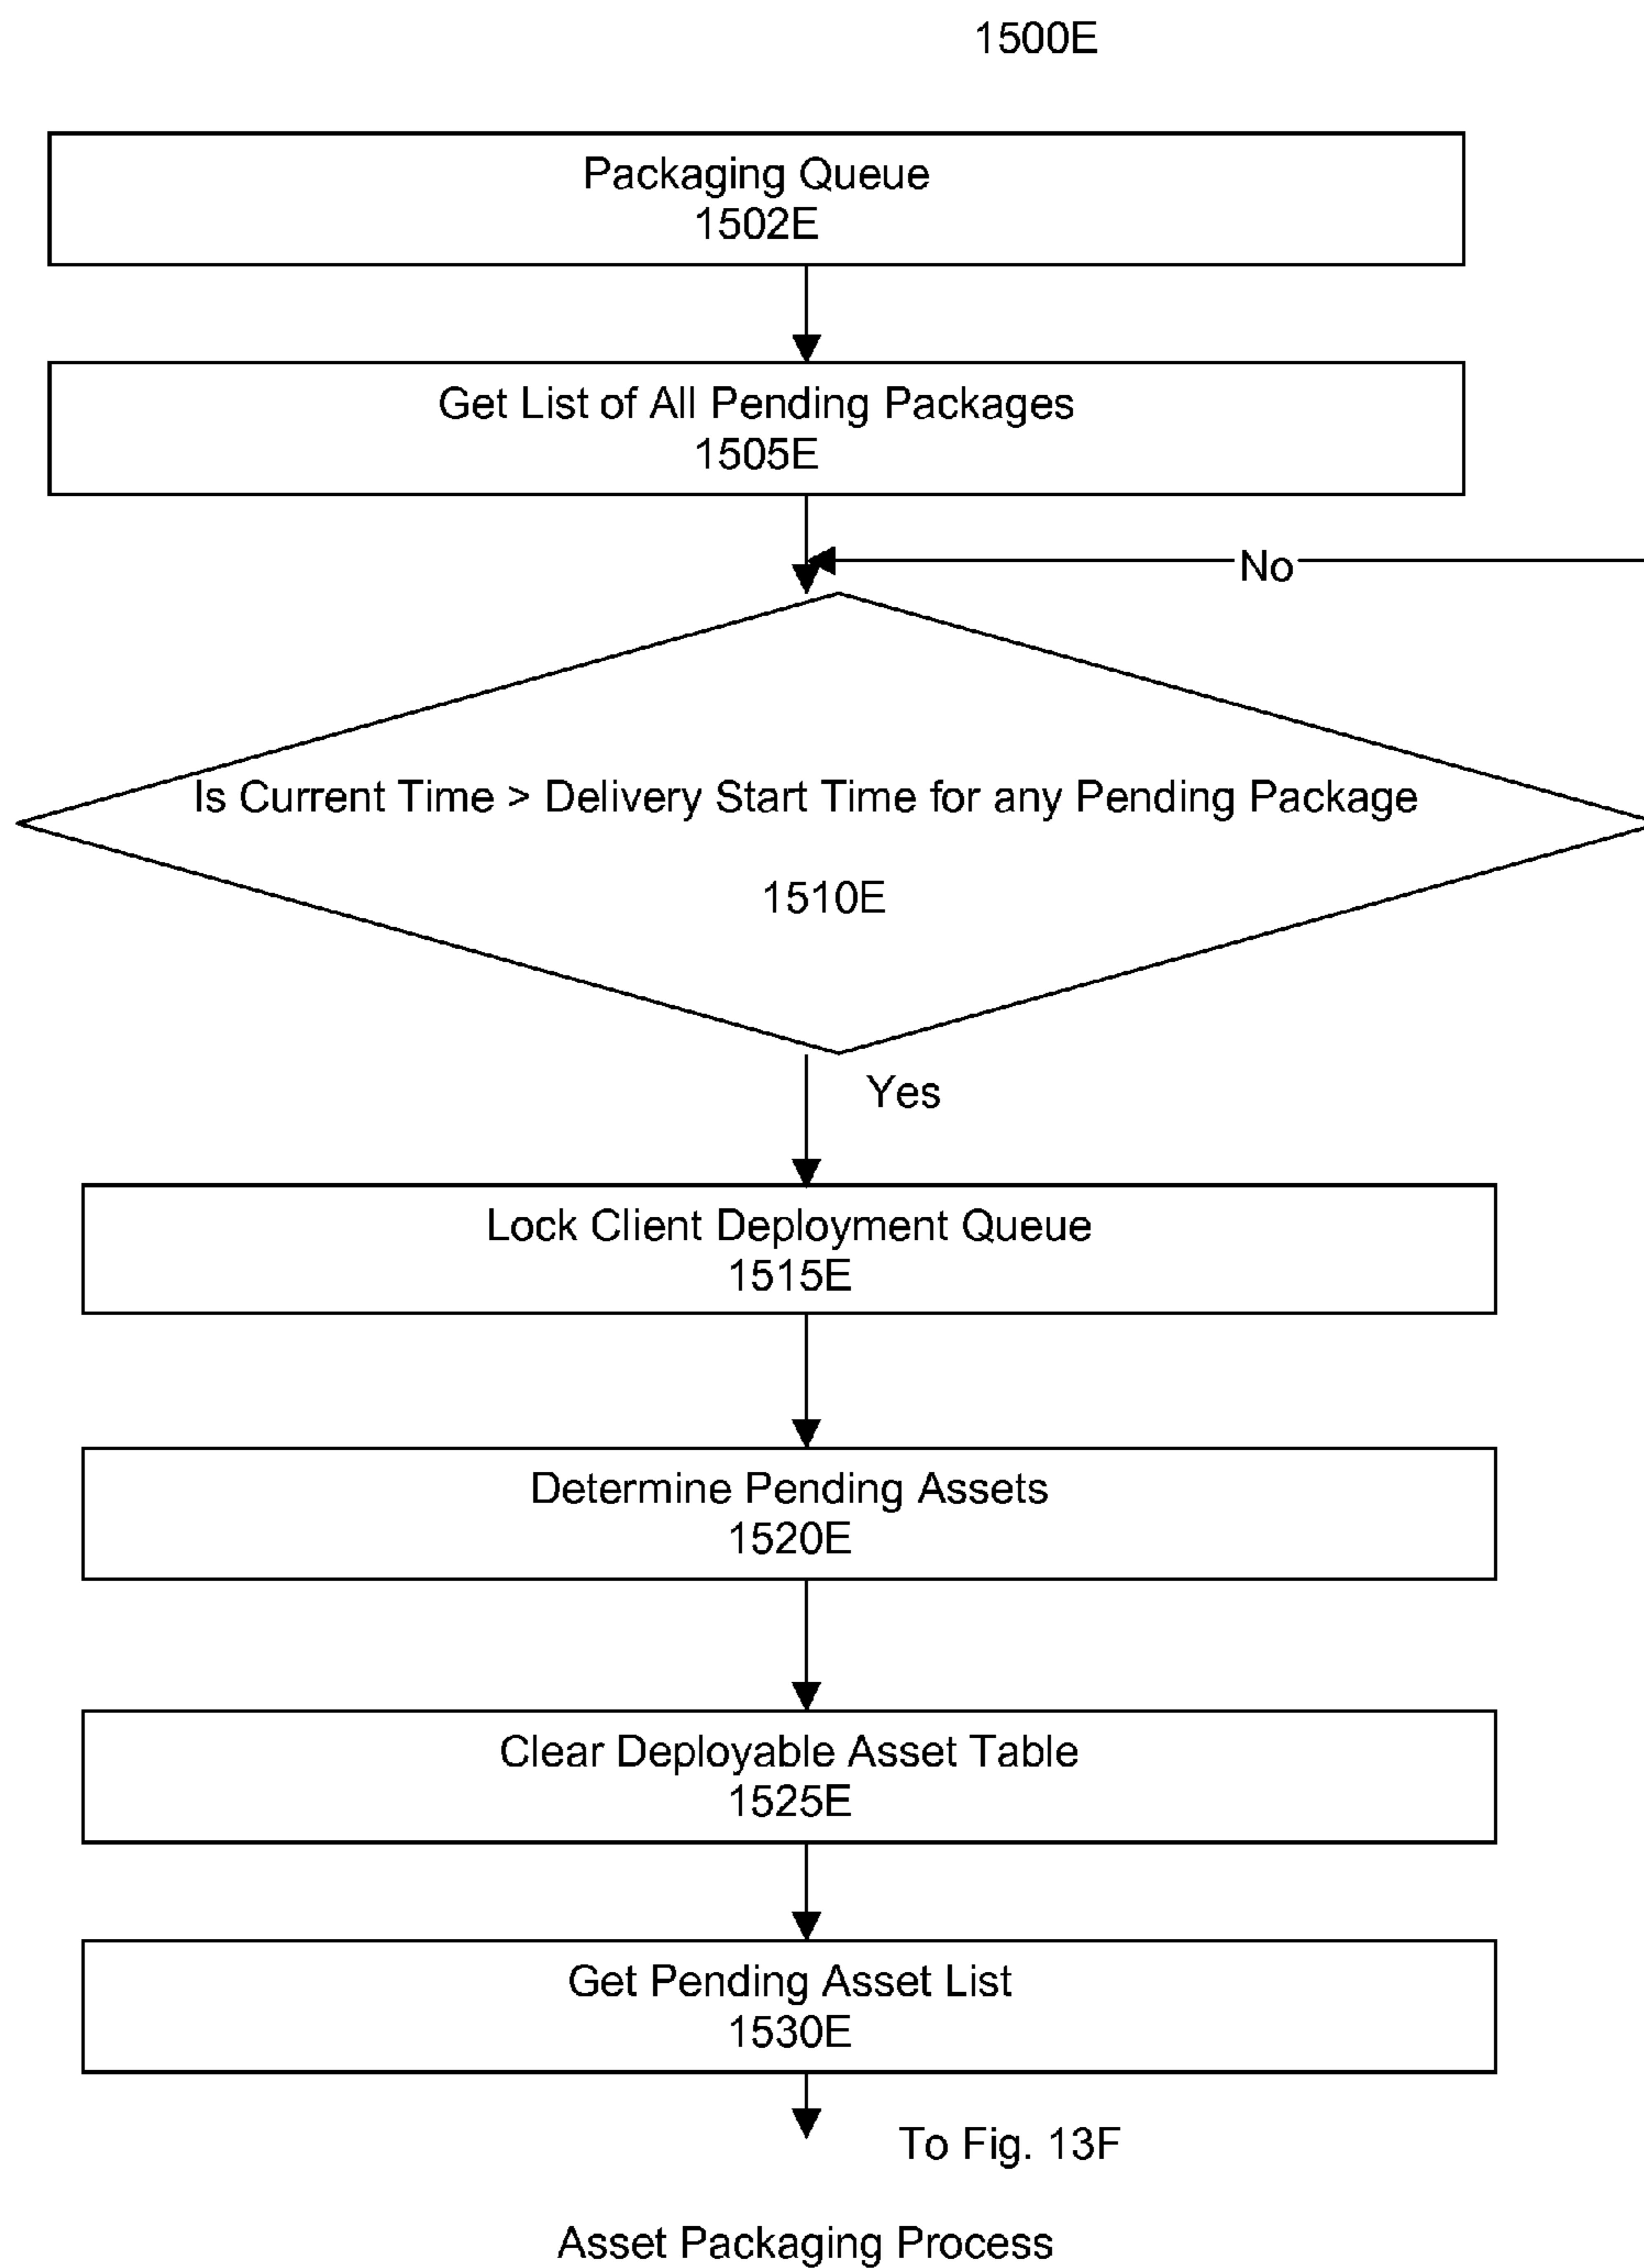 1500E
Packaging Queue
1502E
Get List of All Pending Packages
1505E
No
Is Current Time > Delivery Start Time for any Pending Package
1510E
Yes
Lock Client Deployment Queue
1515E
Determine Pending Assets
1520E
Clear Deployable Asset Table
1525E
Get Pending Asset List
1530E
To Fig. 13F
Asset Packaging Process